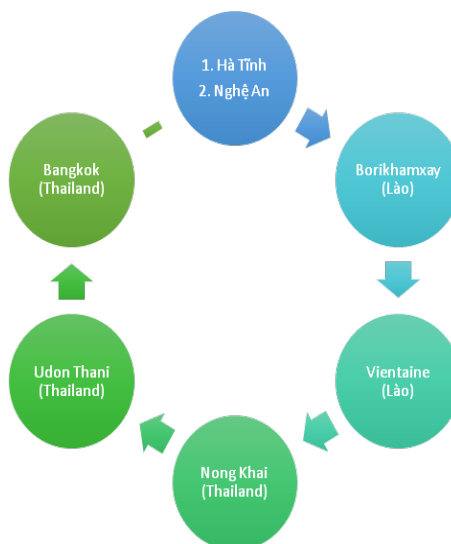 1. Hà Tĩnh
2. Nghệ An
Borikhamxay
(Lào)
Vientaine
(Lào)
Nong Khai
(Thailand)
Udon Thani
(Thailand)
Bangkok
(Thailand)